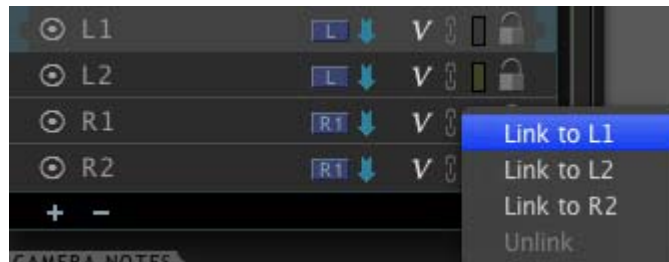 L1 L V
L2 L V
R1 R1 V
Link to L1
R2 R1 V
Link to L2
+ − Link to R2
CAMERA NOTES Unlink